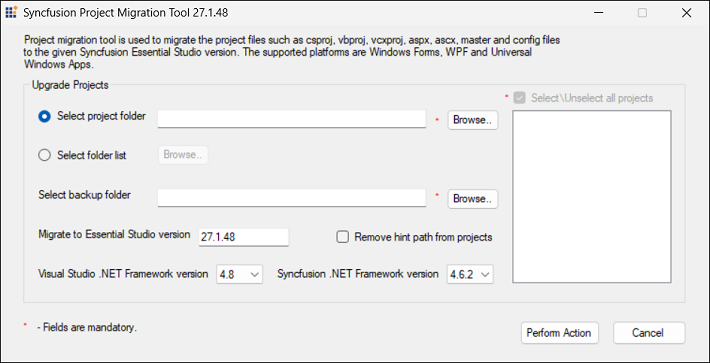 Syncfusion Project Migration Tool 27.1.48
Project migration tool is used to migrate the project files such as csproj, vbproj, vcxproj, aspx, ascx, master and config files
to the given Syncfusion Essential Studio version. The supported platforms are Windows Forms, WPF and Universal
Windows Apps.
Upgrade Projects
* Select\Unselect all projects
Select project folder * Browse..
Select folder list Browse..
Select backup folder * Browse..
Migrate to Essential Studio version 27.1.48 Remove hint path from projects
Visual Studio .NET Framework version 4.8 Syncfusion .NET Framework version 4.6.2
* - Fields are mandatory.
Perform Action Cancel